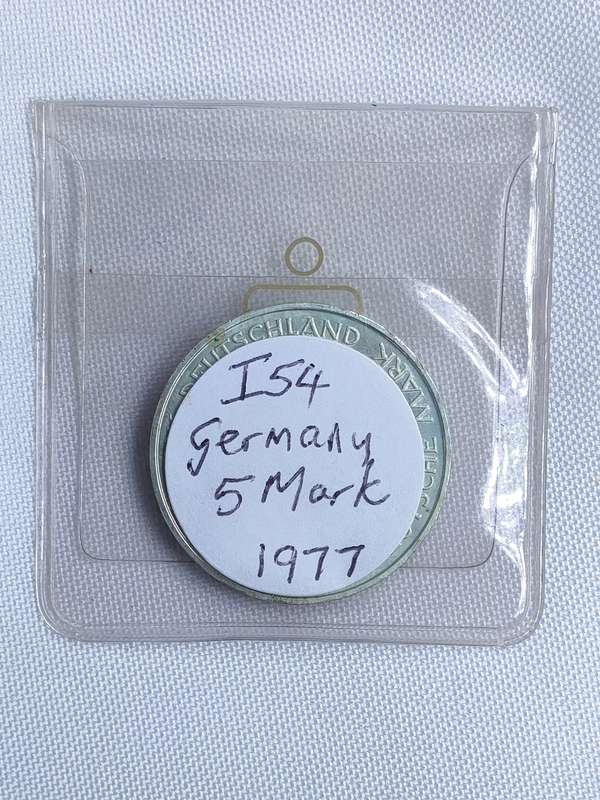 DEUTSCHLAND
MARK
I54
Germany
5 Mark
1977